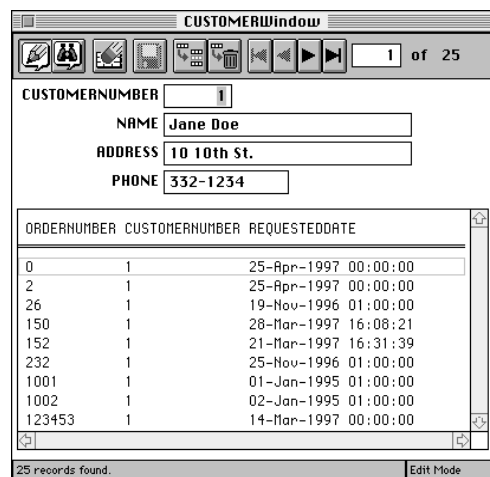 CUSTOMERWindow
1 of 25
CUSTOMERNUMBER 1
NAME Jane Doe
ADDRESS 10 10th St.
PHONE 332-1234
ORDERNUMBER CUSTOMERNUMBER REQUESTEDDATE
0 1 25-Apr-1997 00:00:00
2 1 25-Apr-1997 00:00:00
26 1 19-Nov-1996 01:00:00
150 1 28-Mar-1997 16:08:21
152 1 21-Mar-1997 16:31:39
232 1 25-Nov-1996 01:00:00
1001 1 01-Jan-1995 01:00:00
1002 1 02-Jan-1995 01:00:00
123453 1 14-Mar-1997 00:00:00
25 records found. Edit Mode